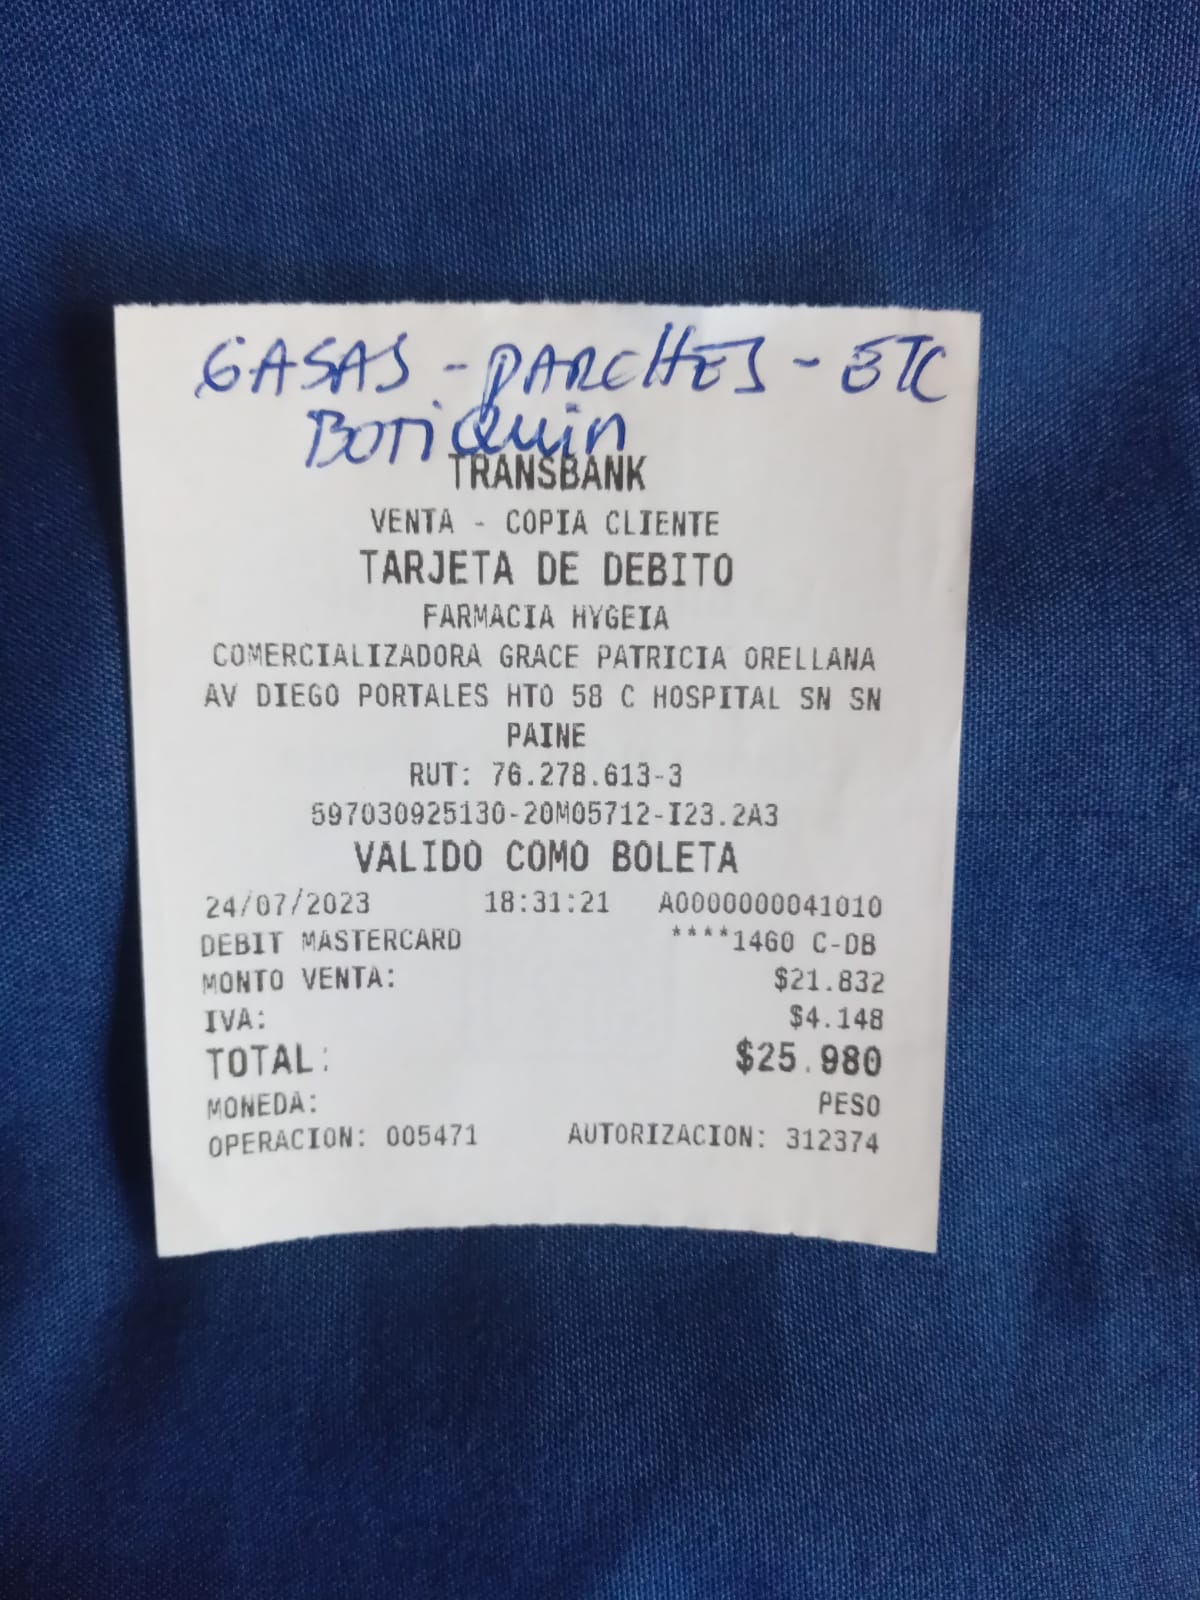 GASAS - PARCHES - ETC
BOTiQuin
TRANSBANK
VENTA - COPIA CLIENTE
TARJETA DE DEBITO
FARMACIA HYGEIA
COMERCIALIZADORA GRACE PATRICIA ORELLANA
AV DIEGO PORTALES HTO 58 C HOSPITAL SN SN
PAINE
RUT: 76.278.613-3
597030925130-20M05712-I23.2A3
VALIDO COMO BOLETA
24/07/2023 18:31:21 A0000000041010
DEBIT MASTERCARD ****1460 C-DB
MONTO VENTA: $21.832
IVA: $4.148
TOTAL: $25.980
MONEDA: PESO
OPERACION: 005471 AUTORIZACION: 312374